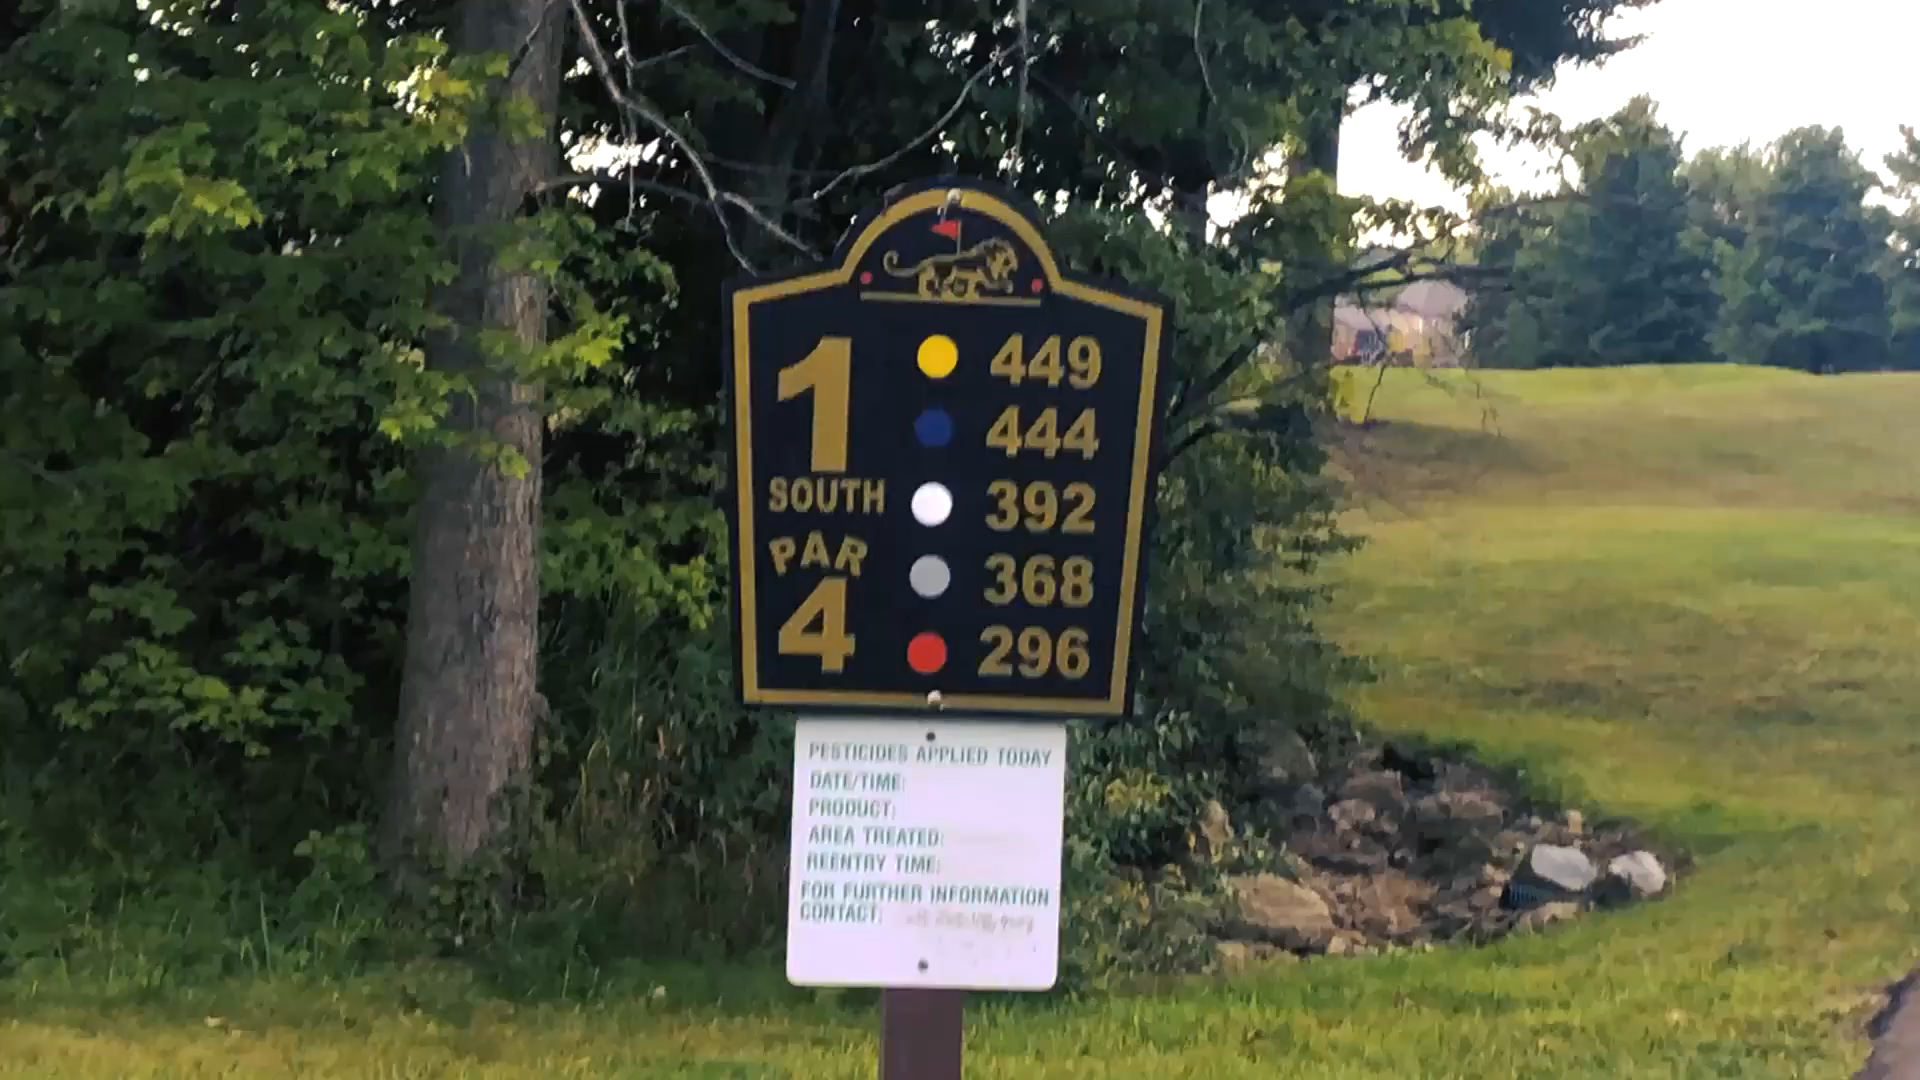 1
SOUTH
PAR
4
449
444
392
368
296
PESTICIDES APPLIED TODAY
DATE/TIME:
PRODUCT:
AREA TREATED:
REENTRY TIME:
FOR FURTHER INFORMATION
CONTACT: